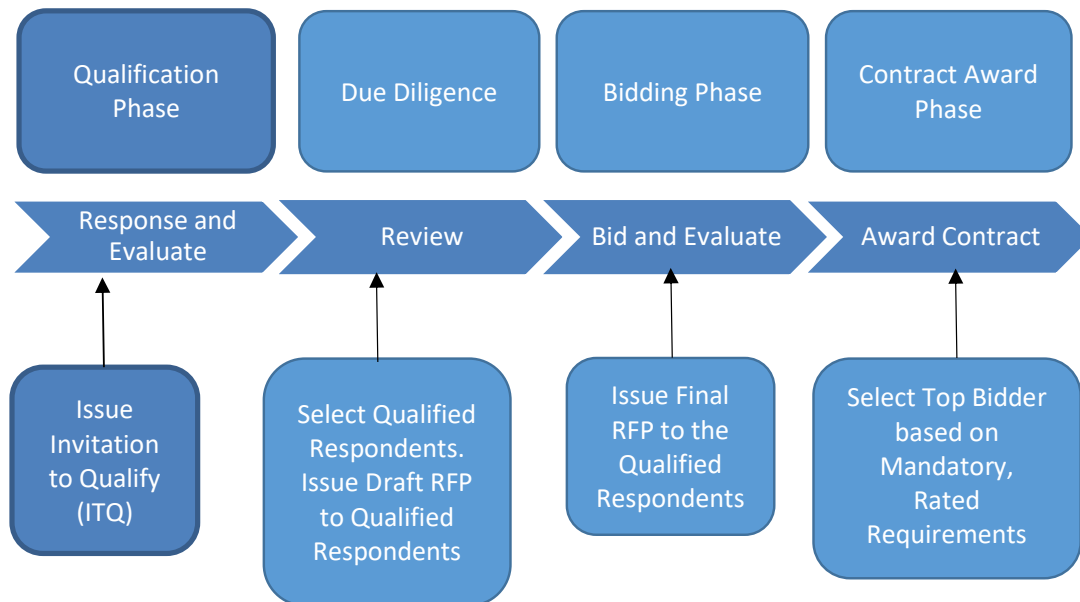 Qualification
Phase
Due Diligence
Bidding Phase
Contract Award
Phase
Response and
Evaluate
Review
Bid and Evaluate
Award Contract
Issue
Invitation
to Qualify
(ITQ)
Select Qualified
Respondents.
Issue Draft RFP
to Qualified
Respondents
Issue Final
RFP to the
Qualified
Respondents
Select Top Bidder
based on
Mandatory,
Rated
Requirements